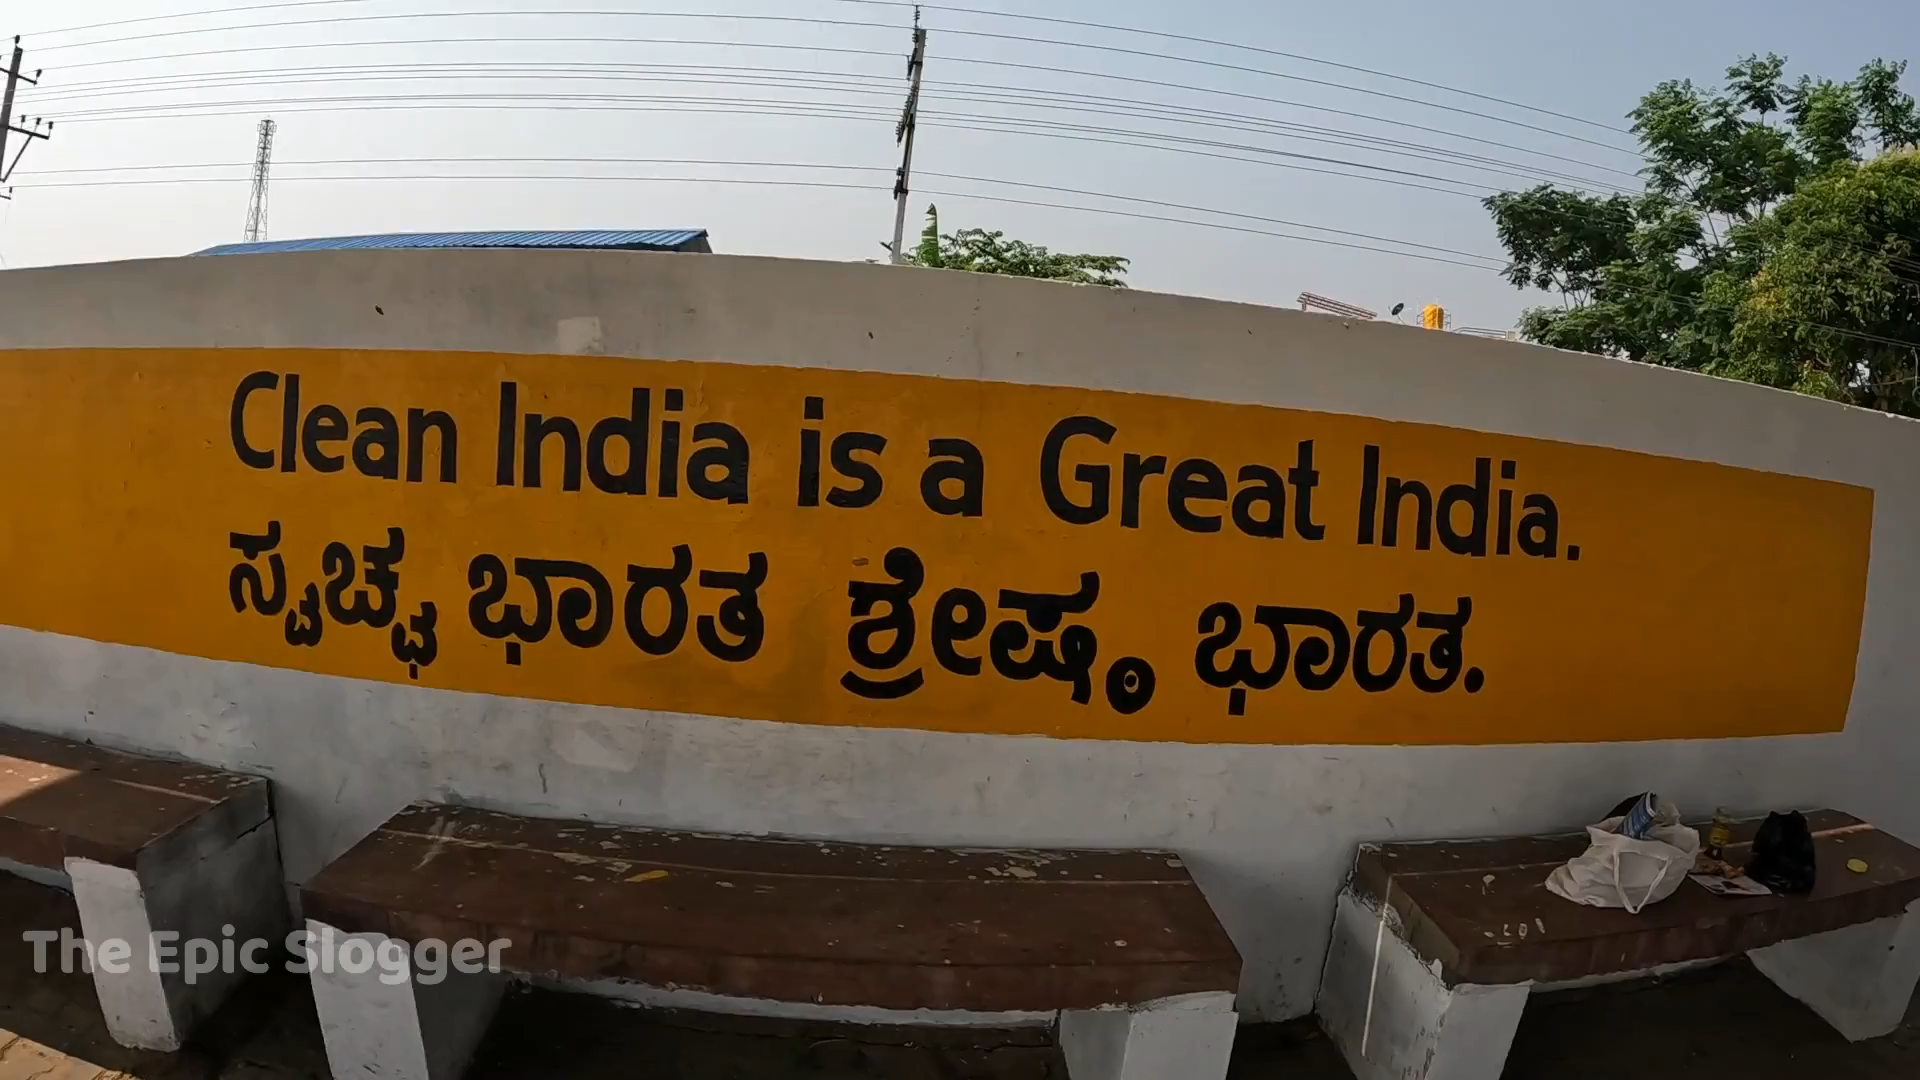 Clean India is a Great India.
ಸ್ವಚ್ಛ ಭಾರತ ಶ್ರೇಷ್ಠ ಭಾರತ.
The Epic Slogger